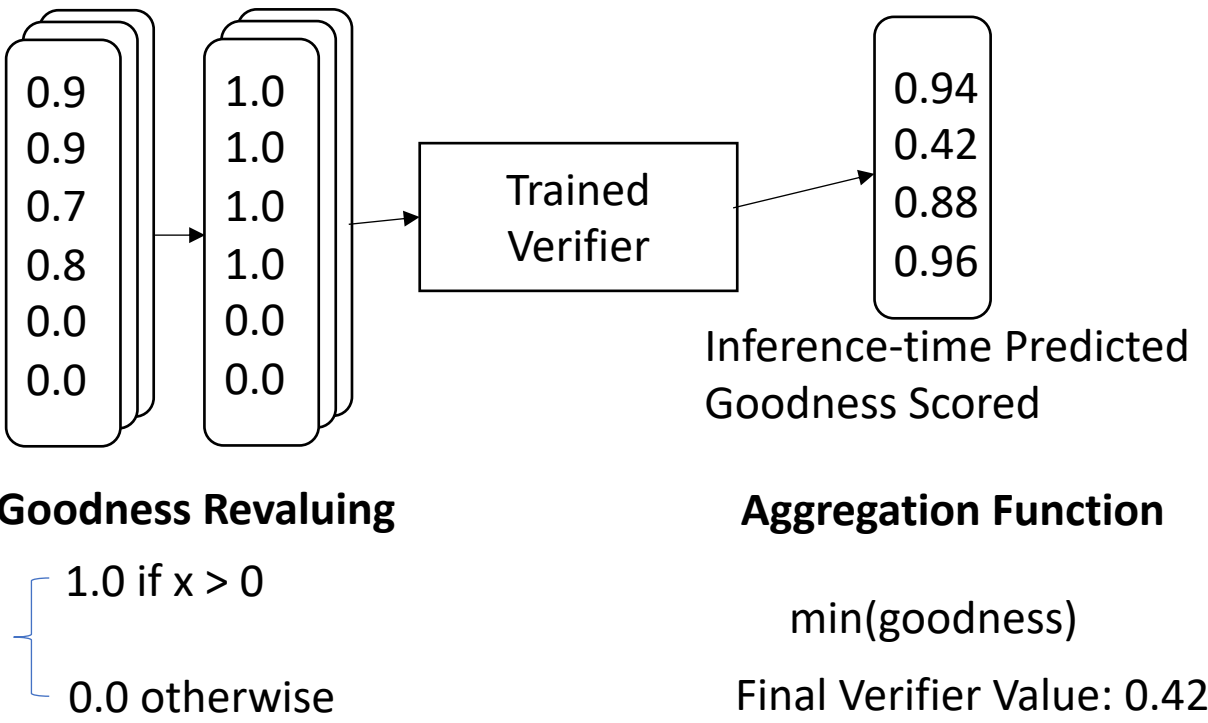 0.9
0.9
0.7
0.8
0.0
0.0
1.0
1.0
1.0
1.0
0.0
0.0
Trained
Verifier
0.94
0.42
0.88
0.96
Inference-time Predicted
Goodness Scored
Goodness Revaluing
1.0 if x > 0
0.0 otherwise
Aggregation Function
min(goodness)
Final Verifier Value: 0.42